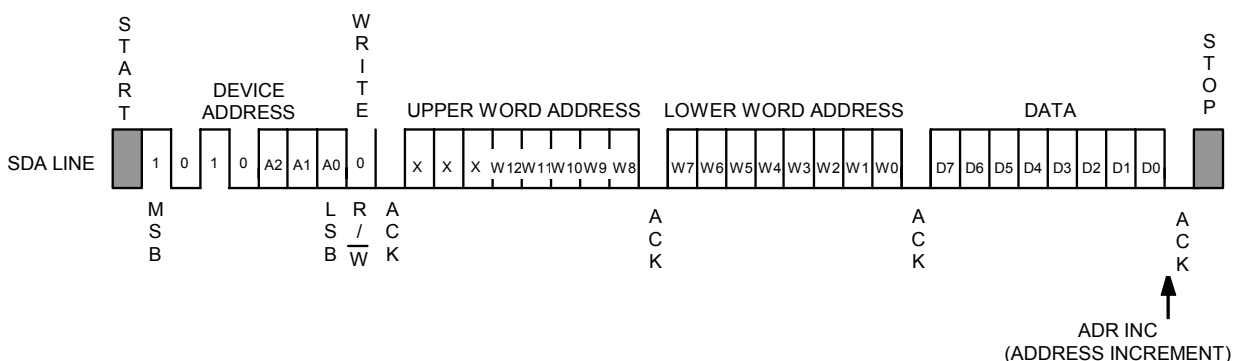 START
WRITE
STOP
DEVICE
ADDRESS
UPPER WORD ADDRESS
LOWER WORD ADDRESS
DATA
SDA LINE
1 0 1 0 A2 A1 A0 0 X X X W12 W11 W10 W9 W8 W7 W6 W5 W4 W3 W2 W1 W0 D7 D6 D5 D4 D3 D2 D1 D0
MSB
LSB
R/W
ACK
ACK
ACK
ACK
ADR INC
(ADDRESS INCREMENT)